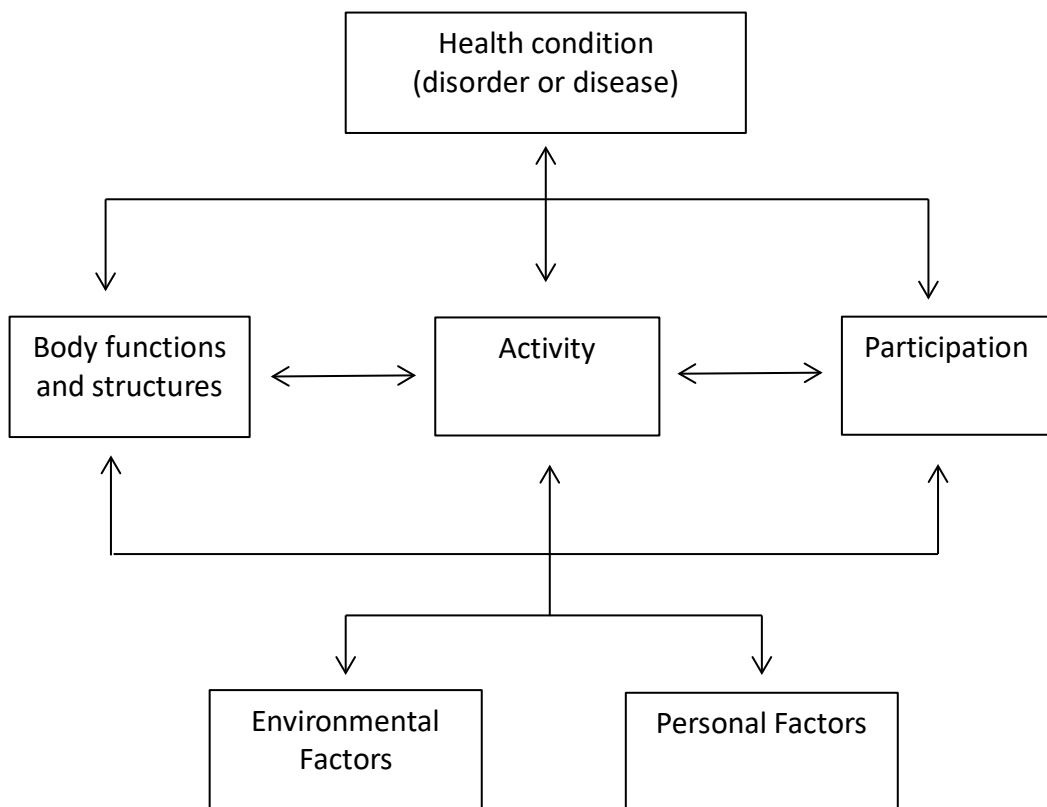 Health condition
(disorder or disease)
Body functions
and structures
Activity
Participation
Environmental
Factors
Personal Factors